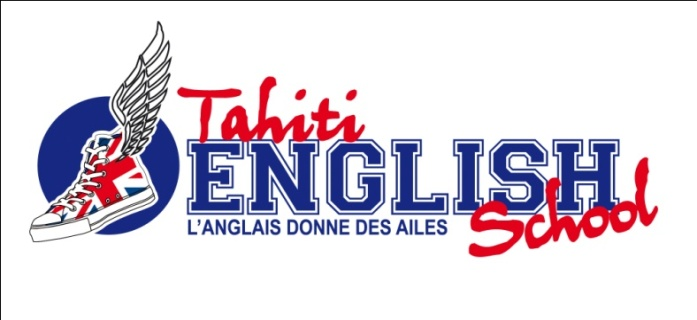 Tahiti
ENGLISH
School
L'ANGLAIS DONNE DES AILES